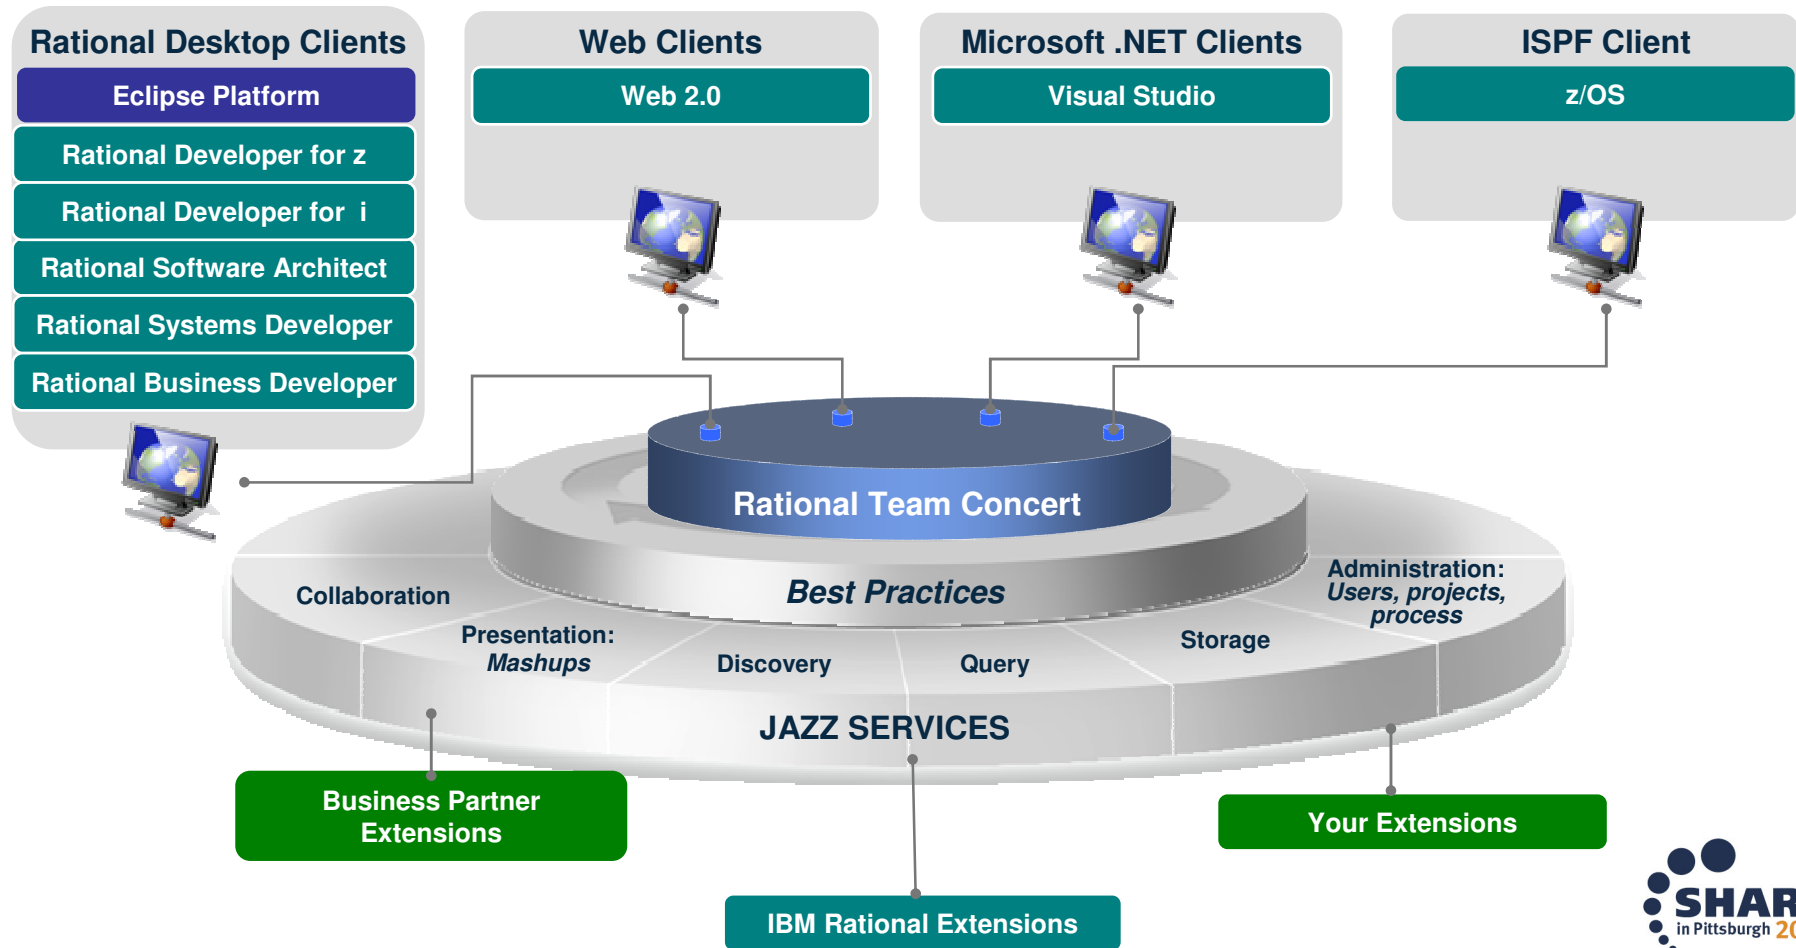 Rational Desktop Clients
Eclipse Platform
Rational Developer for z
Rational Developer for i
Rational Software Architect
Rational Systems Developer
Rational Business Developer
Web Clients
Web 2.0
Microsoft .NET Clients
Visual Studio
ISPF Client
z/OS
Rational Team Concert
Best Practices
Collaboration
Presentation:
Mashups
Discovery
Query
Storage
Administration:
Users, projects,
process
JAZZ SERVICES
Business Partner
Extensions
IBM Rational Extensions
Your Extensions
in Pittsburgh